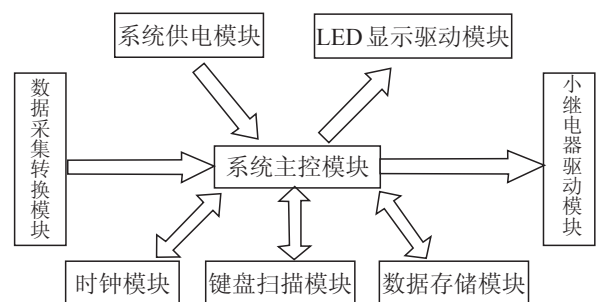 系统供电模块
LED显示驱动模块
数据采集转换模块
系统主控模块
小继电器驱动模块
时钟模块
键盘扫描模块
数据存储模块